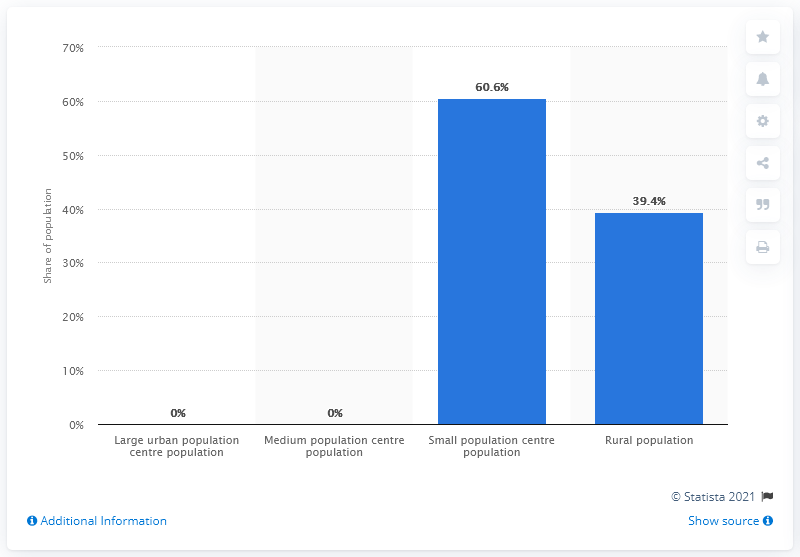 70%
60%
50%
40%
30%
20%
10%
0%
Share of population
0%
0%
60.6%
39.4%
Large urban population
centre population
Medium population centre
population
Small population centre
population
Rural population
© Statista 2021
Additional Information
Show source